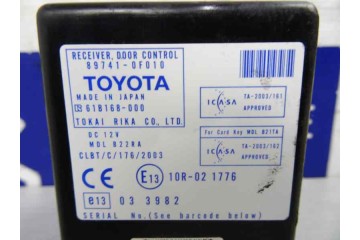 RECEIVER, DOOR CONTROL
89741-0F010
TOYOTA
MADE IN JAPAN
61B168-000
TOKAI RIKA CO., LTD.
DC 12V
MDL B22RA
CLBT/C/176/2003
ICASA
TA-2003/161
APPROVED
For Card Key MDL B21TA
ICASA
TA-2003/162
APPROVED
CE
E13 10R-02 1776
e13 03 3982
SERIAL No.(See barcode below)